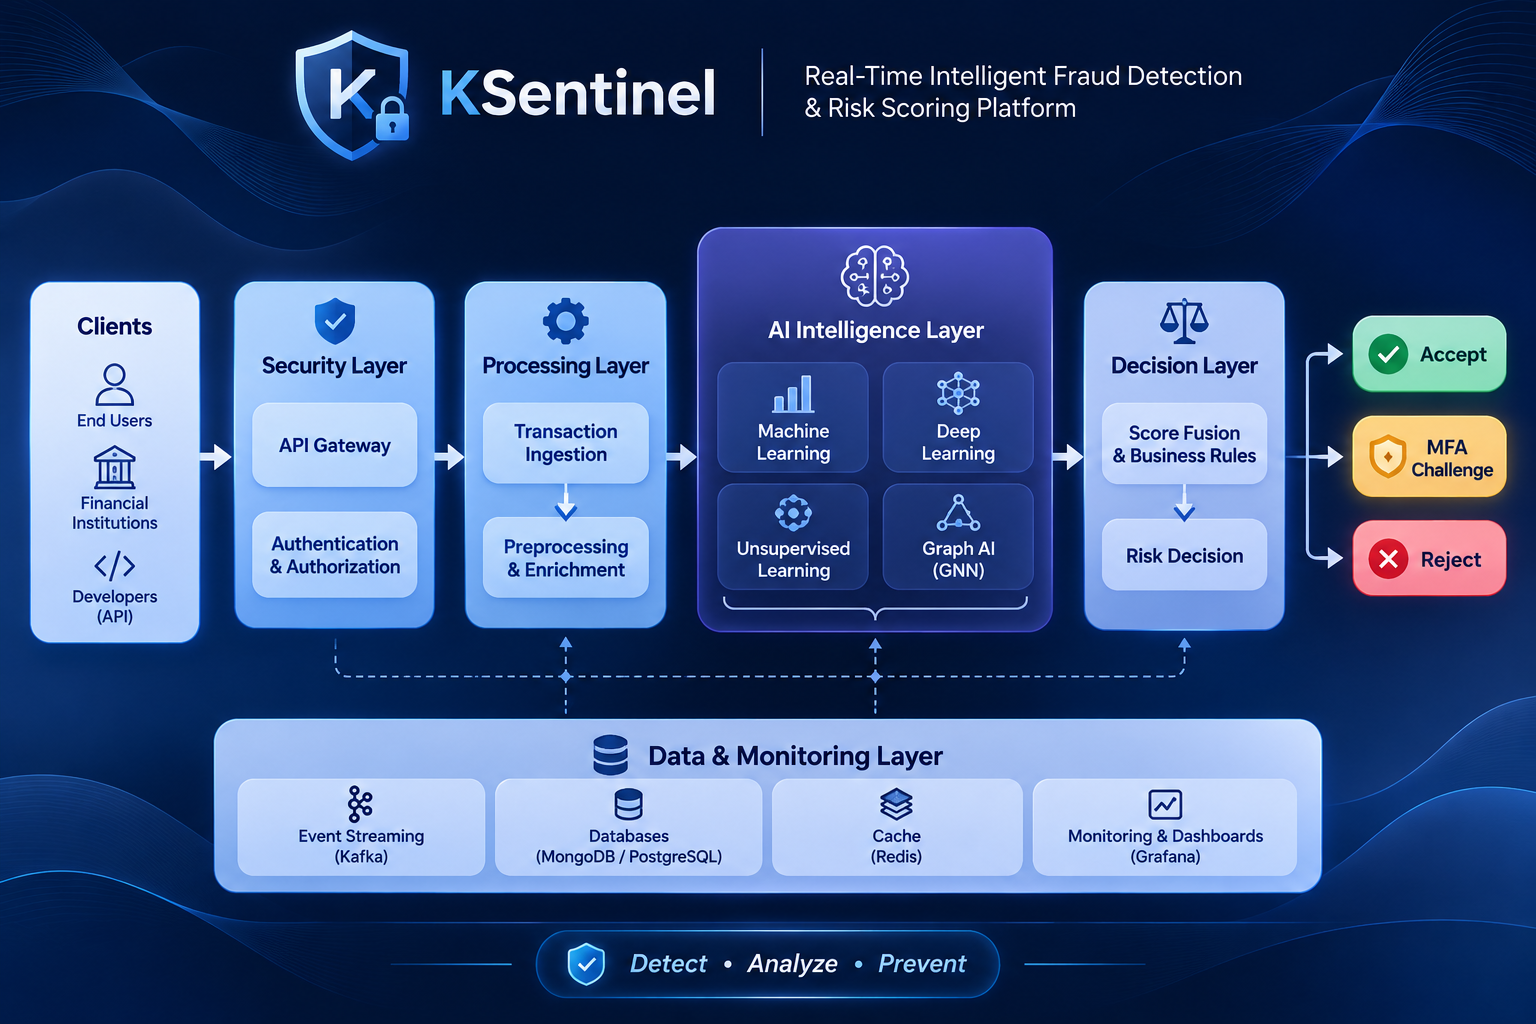 K
KSentinel
Real-Time Intelligent Fraud Detection
& Risk Scoring Platform
Clients
End Users
Financial
Institutions
</>
Developers
(API)
Security Layer
API Gateway
Authentication
& Authorization
Processing Layer
Transaction
Ingestion
Preprocessing
& Enrichment
AI Intelligence Layer
Machine
Learning
Deep
Learning
Unsupervised
Learning
Graph AI
(GNN)
Decision Layer
Score Fusion
& Business Rules
Risk Decision
Accept
MFA
Challenge
Reject
Data & Monitoring Layer
Event Streaming
(Kafka)
Databases
(MongoDB / PostgreSQL)
Cache
(Redis)
Monitoring & Dashboards
(Grafana)
Detect • Analyze • Prevent